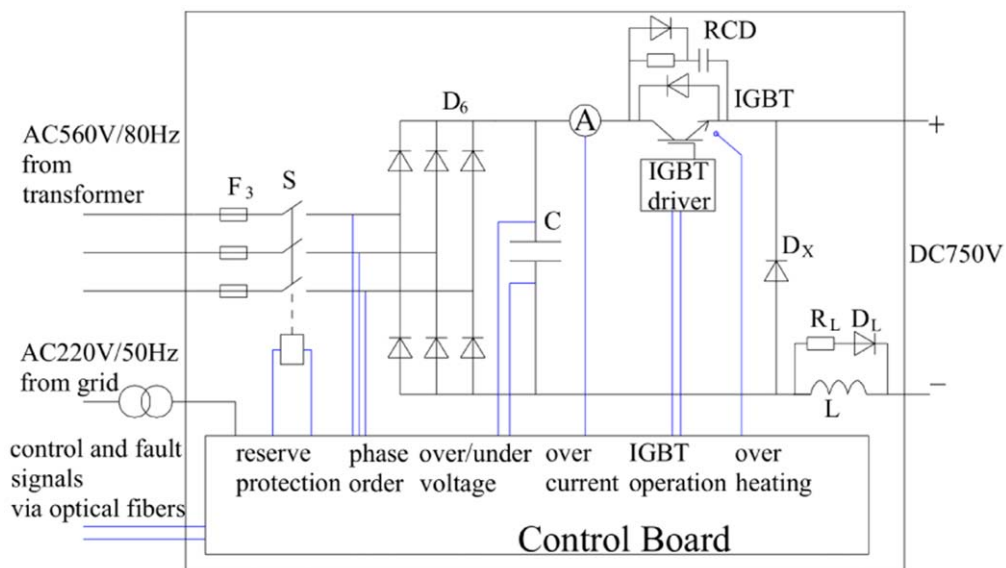 RCD
D6
IGBT
A
+
AC560V/80Hz
from
transformer
F3
S
IGBT
driver
C
DX
DC750V
RL
DL
AC220V/50Hz
from grid
−
L
control and fault
signals
via optical fibers
reserve
protection
phase
order
over/under
voltage
over
current
IGBT
operation
over
heating
Control Board